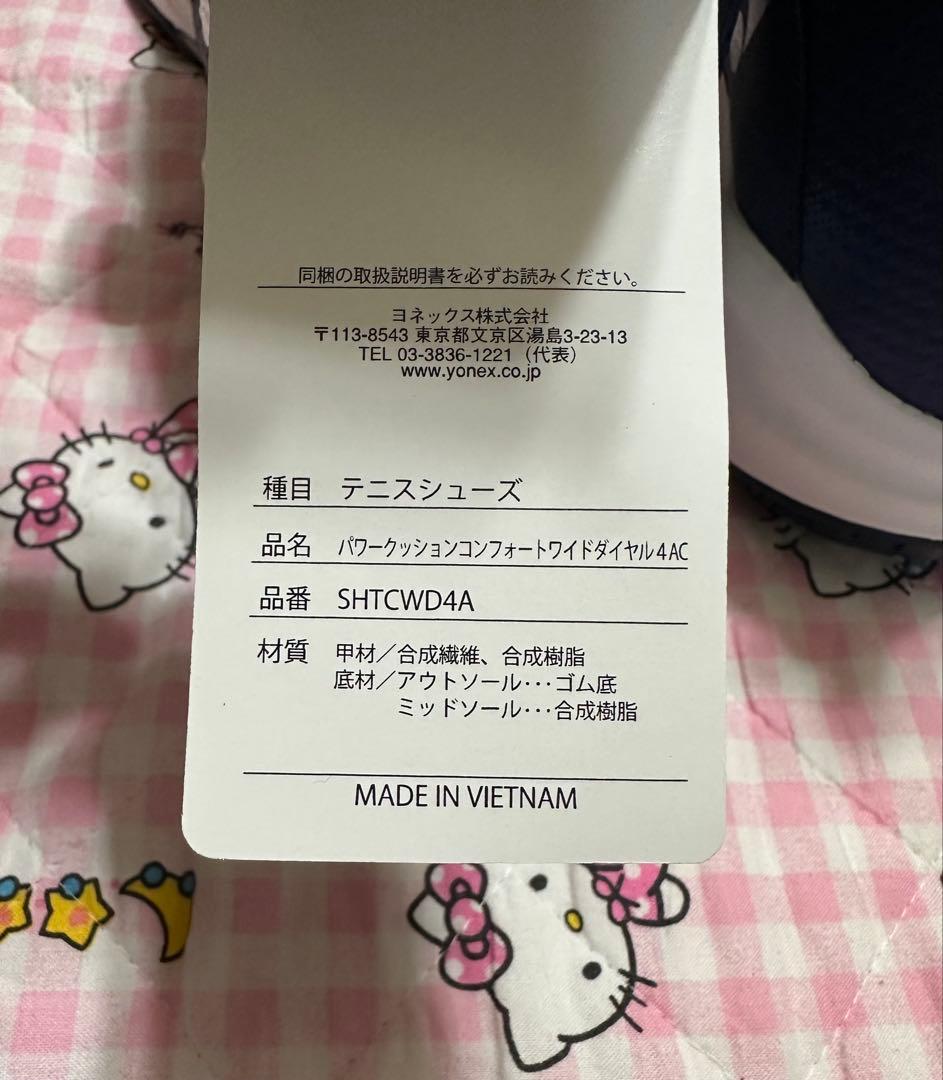 同梱の取扱説明書を必ずお読みください。
ヨネックス株式会社
〒113-8543 東京都文京区湯島3-23-13
TEL 03-3836-1221（代表）
www.yonex.co.jp
種目 テニスシューズ
品名 パワークッションコンフォートワイドダイヤル4AC
品番 SHTCWD4A
材質 甲材／合成繊維、合成樹脂
底材／アウトソール･･･ゴム底
ミッドソール･･･合成樹脂
MADE IN VIETNAM